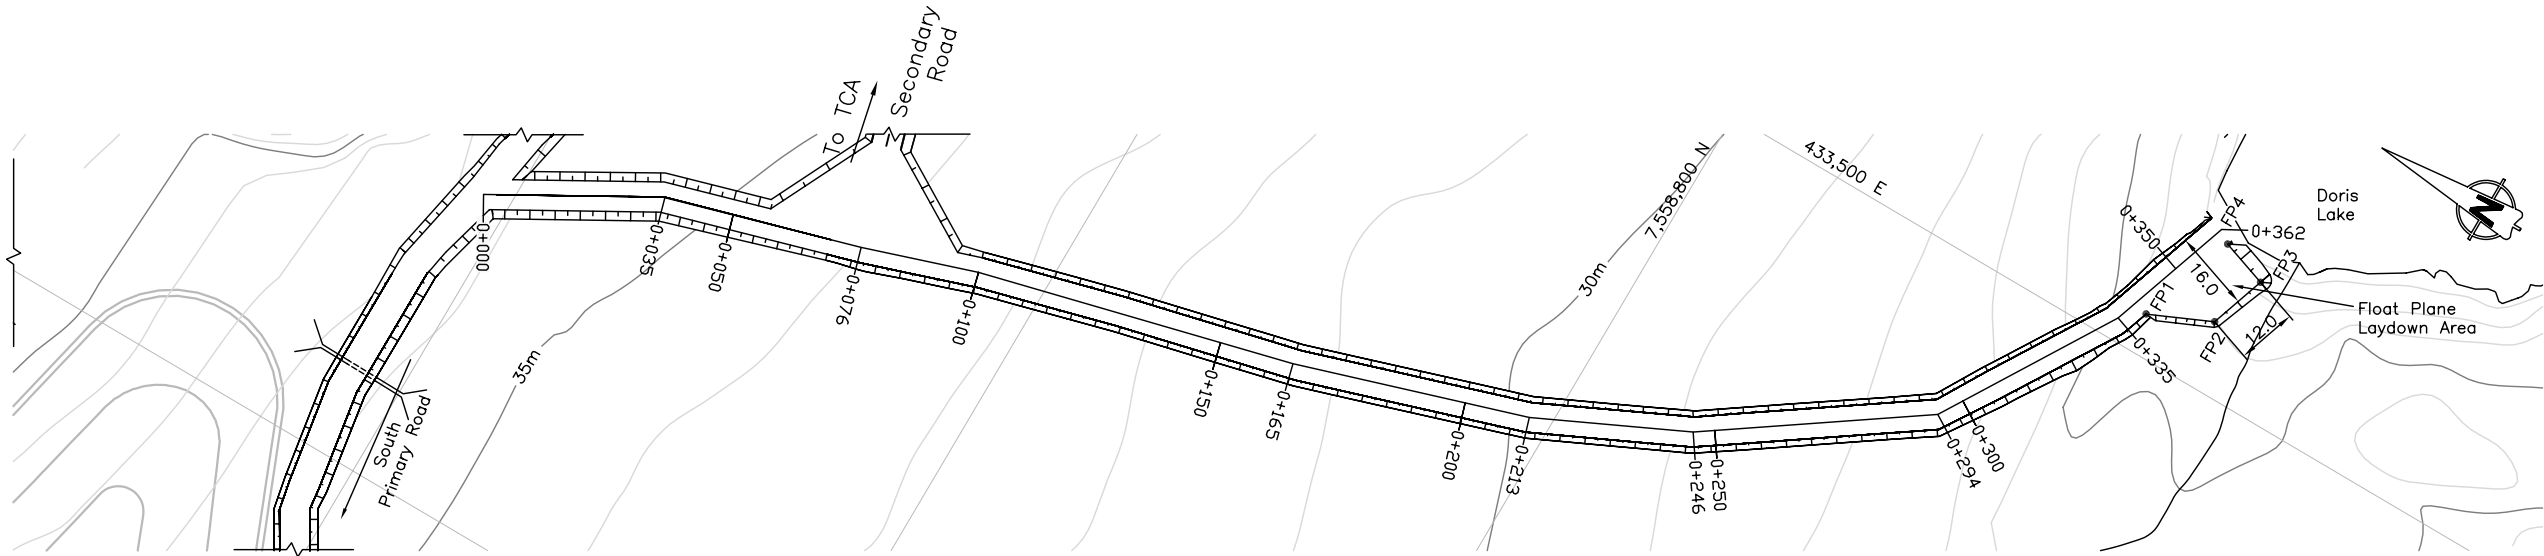 To TCA
Secondary
Road
7,558,800 N
433,500 E
Doris
Lake
N
FP4
0+362
0+350
FP3
16.0
FP1
Float Plane
Laydown Area
12.0
FP2
0+335
30m
0+000
0+035
0+050
0+076
0+100
35m
0+150
0+165
0+200
0+213
0+246
0+250
0+294
0+300
South
Primary Road